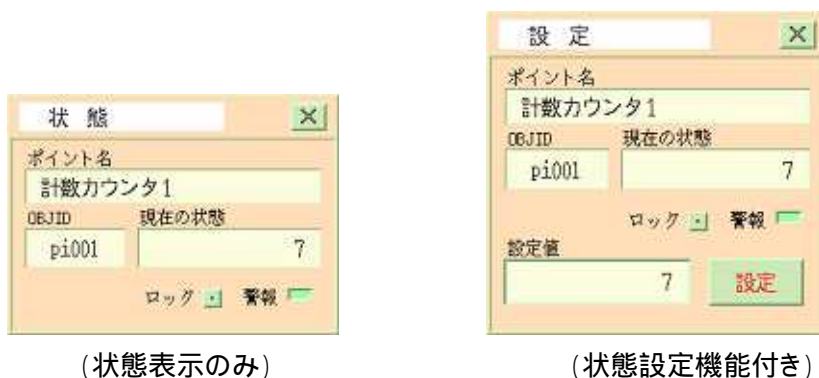 状 態
ポイント名
計数カウンタ1
OBJID 現在の状態
pi001 7
ロック 警報
(状態表示のみ)
設 定
ポイント名
計数カウンタ1
OBJID 現在の状態
pi001 7
ロック 警報
設定値
7 設定
(状態設定機能付き)